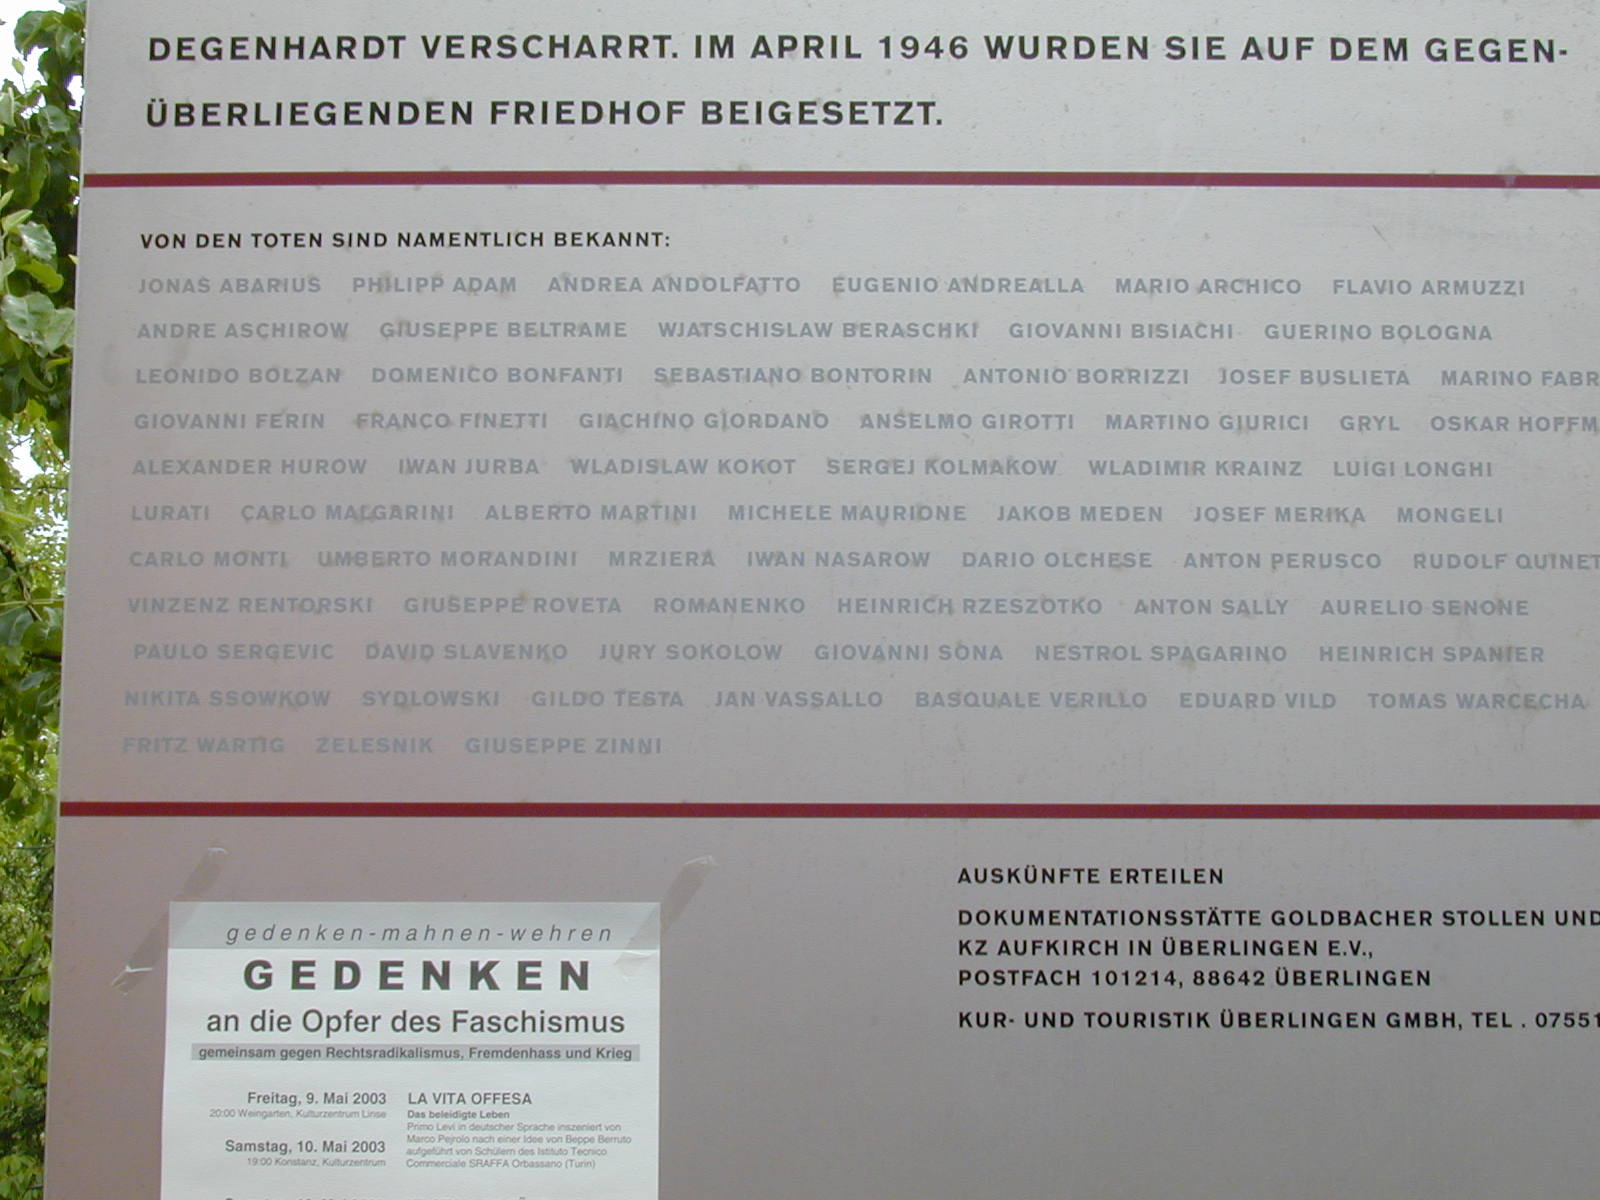 DEGENHARDT VERSCHARRT. IM APRIL 1946 WURDEN SIE AUF DEM GEGEN-
ÜBERLIEGENDEN FRIEDHOF BEIGESETZT.
VON DEN TOTEN SIND NAMENTLICH BEKANNT:
JONAS ABARIUS PHILIPP ADAM ANDREA ANDOLFATTO EUGENIO ANDREALLA MARIO ARCHICO FLAVIO ARMUZZI
ANDRE ASCHIROW GIUSEPPE BELTRAME WJATSCHISLAW BERASCHKI GIOVANNI BISIACHI GUERINO BOLOGNA
LEONIDO BOLZAN DOMENICO BONFANTI SEBASTIANO BONTORIN ANTONIO BORRIZZI JOSEF BUSLIETA MARINO FABR
GIOVANNI FERIN FRANCO FINETTI GIACHINO GIORDANO ANSELMO GIROTTI MARTINO GIURICI GRYL OSKAR HOFFM
ALEXANDER HUROW IWAN JURBA WLADISLAW KOKOT SERGEJ KOLMAKOW WLADIMIR KRAINZ LUIGI LONGHI
LURATI CARLO MALGARINI ALBERTO MARTINI MICHELE MAURIONE JAKOB MEDEN JOSEF MERIKA MONGELI
CARLO MONTI UMBERTO MORANDINI MRZIERA IWAN NASAROW DARIO OLCHESE ANTON PERUSCO RUDOLF QUINET
VINZENZ RENTORSKI GIUSEPPE ROVETA ROMANENKO HEINRICH RZESZOTKO ANTON SALLY AURELIO SENONE
PAULO SERGEVIC DAVID SLAVENKO JURY SOKOLOW GIOVANNI SONA NESTROL SPAGARINO HEINRICH SPANIER
NIKITA SSOWKOW SYDLOWSKI GILDO TESTA JAN VASSALLO BASQUALE VERILLO EDUARD VILD TOMAS WARCECHA
FRITZ WARTIG ZELESNIK GIUSEPPE ZINNI
gedenken-mahnen-wehren
GEDENKEN
an die Opfer des Faschismus
gemeinsam gegen Rechtsradikalismus, Fremdenhass und Krieg
Freitag, 9. Mai 2003
20:00 Weingarten, Kulturzentrum Linse
Samstag, 10. Mai 2003
19:00 Konstanz, Kulturzentrum
LA VITA OFFESA
Das beleidigte Leben
Primo Levi in deutscher Sprache inszeniert von
Marco Pejrolo nach einer Idee von Beppe Berruto
aufgeführt von Schülern des Istituto Tecnico
Commerciale SRAFFA Orbassano (Turin)
AUSKÜNFTE ERTEILEN
DOKUMENTATIONSSTÄTTE GOLDBACHER STOLLEN UND
KZ AUFKIRCH IN ÜBERLINGEN E.V.,
POSTFACH 101214, 88642 ÜBERLINGEN
KUR- UND TOURISTIK ÜBERLINGEN GMBH, TEL . 07551